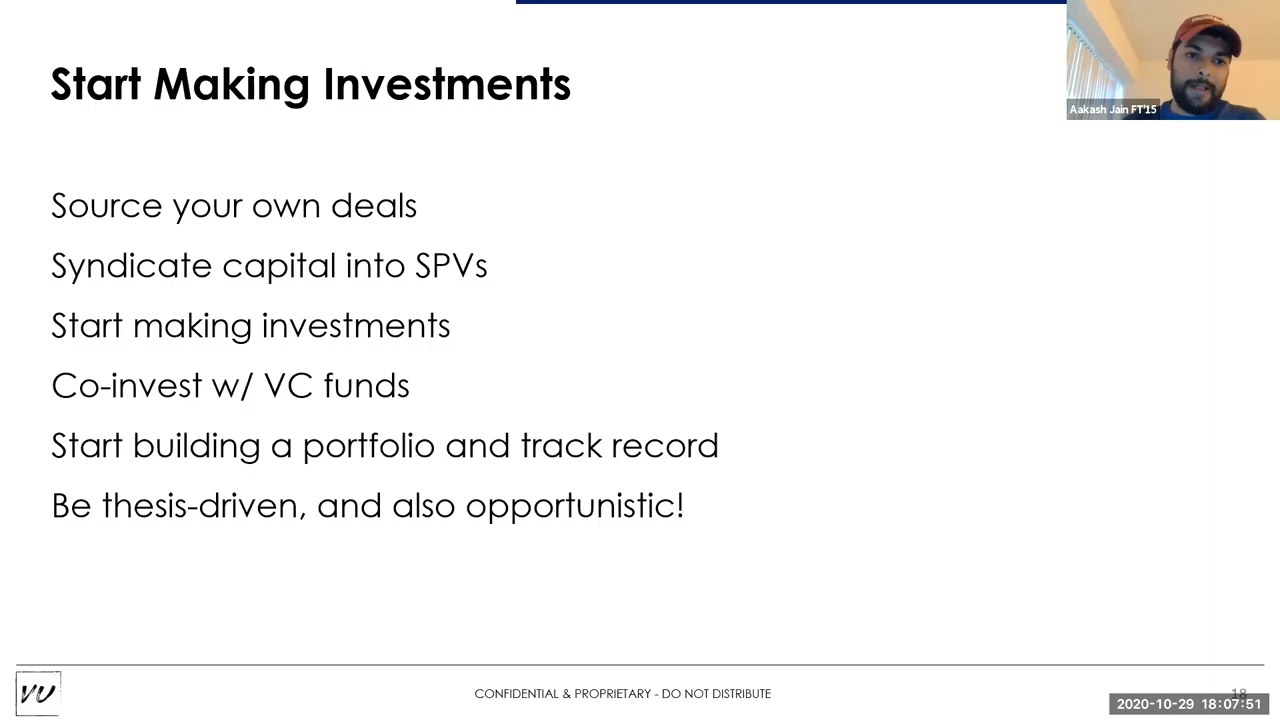 Start Making Investments
Aakash Jain FT'15
Source your own deals
Syndicate capital into SPVs
Start making investments
Co-invest w/ VC funds
Start building a portfolio and track record
Be thesis-driven, and also opportunistic!
VU
CONFIDENTIAL & PROPRIETARY - DO NOT DISTRIBUTE
18
2020-10-29 18:07:51